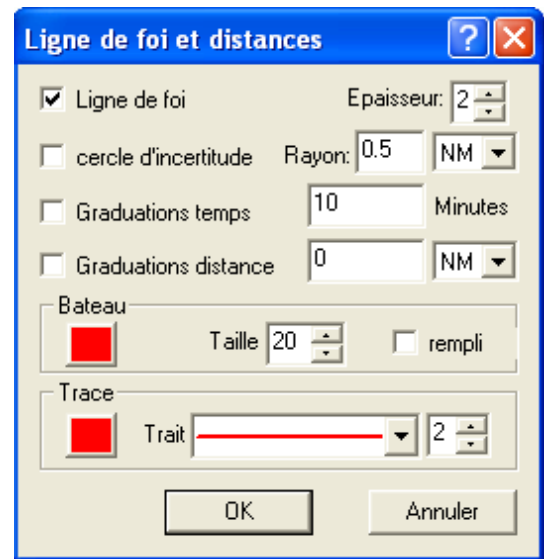 Ligne de foi et distances
Ligne de foi Epaisseur: 2
cercle d'incertitude Rayon: 0.5 NM
Graduations temps 10 Minutes
Graduations distance 0 NM
Bateau
Taille 20 rempli
Trace
Trait 2
OK Annuler